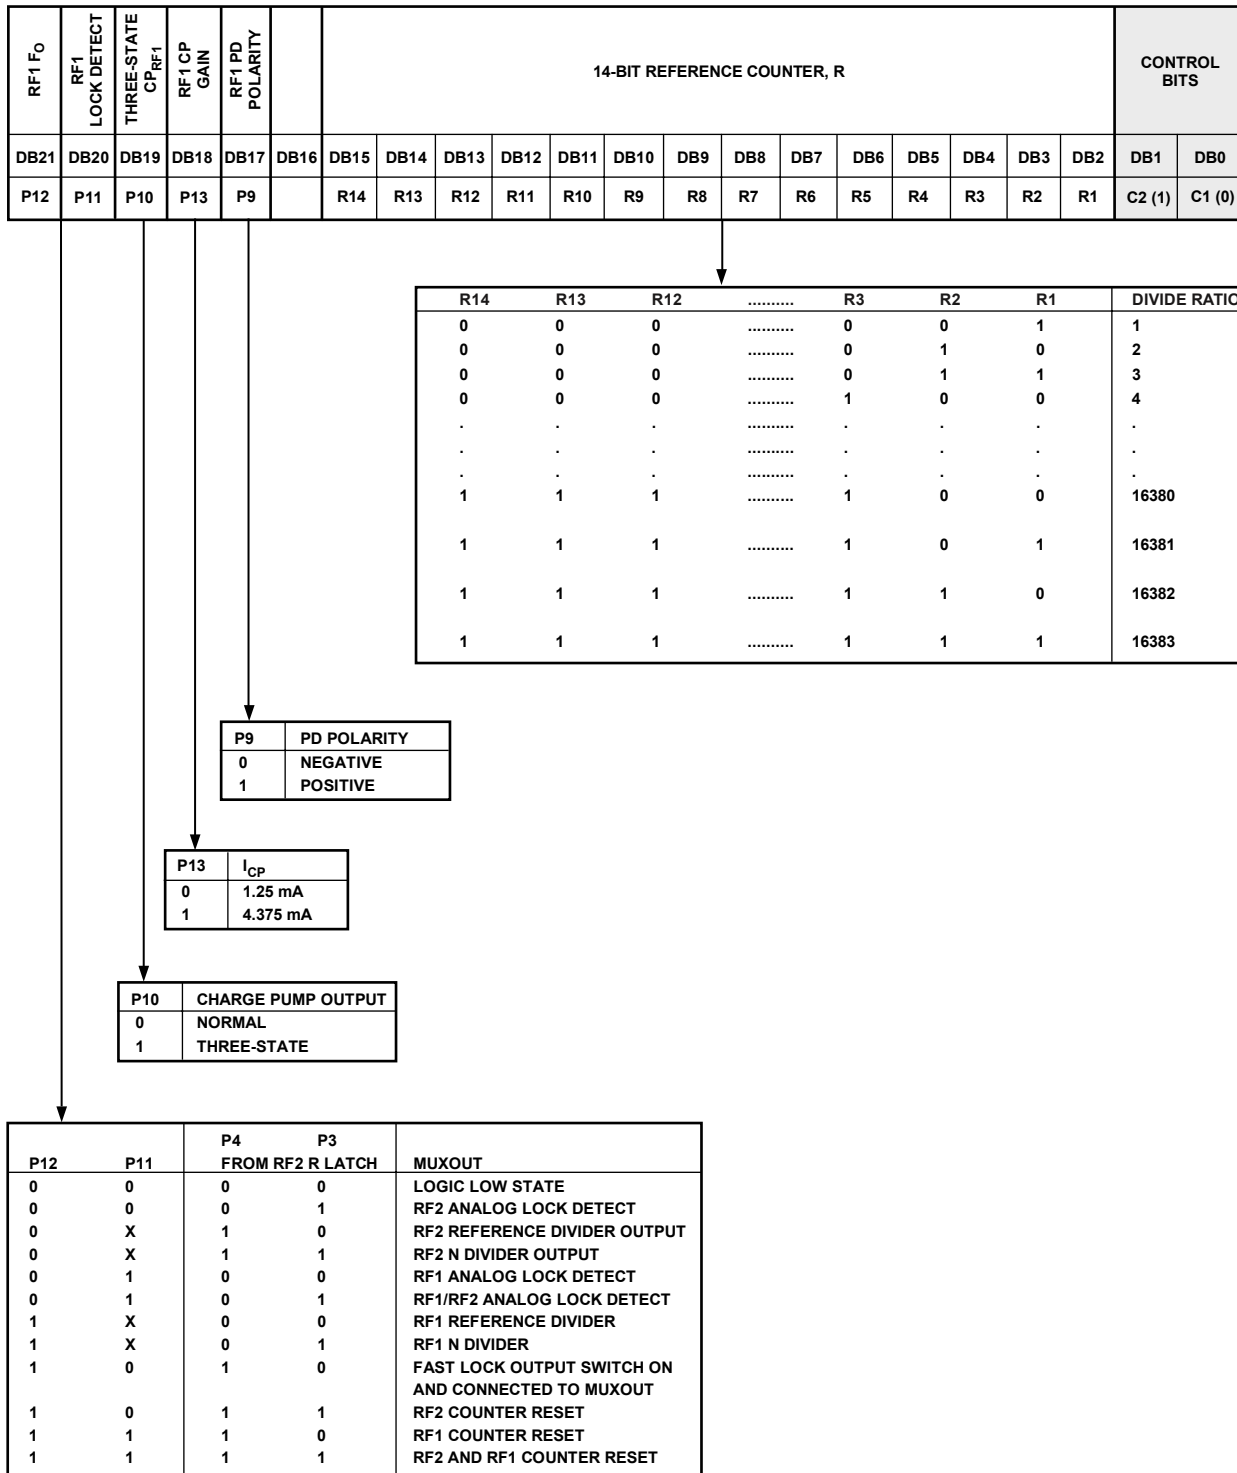 RF1 FO
RF1 LOCK DETECT
THREE-STATE CPRF1
RF1 CP GAIN
RF1 PD POLARITY
14-BIT REFERENCE COUNTER, R
CONTROL BITS
DB21 DB20 DB19 DB18 DB17 DB16 DB15 DB14 DB13 DB12 DB11 DB10 DB9 DB8 DB7 DB6 DB5 DB4 DB3 DB2 DB1 DB0
P12 P11 P10 P13 P9 R14 R13 R12 R11 R10 R9 R8 R7 R6 R5 R4 R3 R2 R1 C2 (1) C1 (0)
R14 R13 R12 .......... R3 R2 R1 DIVIDE RATIO
0 0 0 .......... 0 0 1 1
0 0 0 .......... 0 1 0 2
0 0 0 .......... 0 1 1 3
0 0 0 .......... 1 0 0 4
. . . .......... . . . .
. . . .......... . . . .
. . . .......... . . . .
1 1 1 .......... 1 0 0 16380
1 1 1 .......... 1 0 1 16381
1 1 1 .......... 1 1 0 16382
1 1 1 .......... 1 1 1 16383
P9 PD POLARITY
0 NEGATIVE
1 POSITIVE
P13 ICP
0 1.25 mA
1 4.375 mA
P10 CHARGE PUMP OUTPUT
0 NORMAL
1 THREE-STATE
P4 P3
P12 P11 FROM RF2 R LATCH MUXOUT
0 0 0 0 LOGIC LOW STATE
0 0 0 1 RF2 ANALOG LOCK DETECT
0 X 1 0 RF2 REFERENCE DIVIDER OUTPUT
0 X 1 1 RF2 N DIVIDER OUTPUT
0 1 0 0 RF1 ANALOG LOCK DETECT
0 1 0 1 RF1/RF2 ANALOG LOCK DETECT
1 X 0 0 RF1 REFERENCE DIVIDER
1 X 0 1 RF1 N DIVIDER
1 0 1 0 FAST LOCK OUTPUT SWITCH ON
AND CONNECTED TO MUXOUT
1 0 1 1 RF2 COUNTER RESET
1 1 1 0 RF1 COUNTER RESET
1 1 1 1 RF2 AND RF1 COUNTER RESET